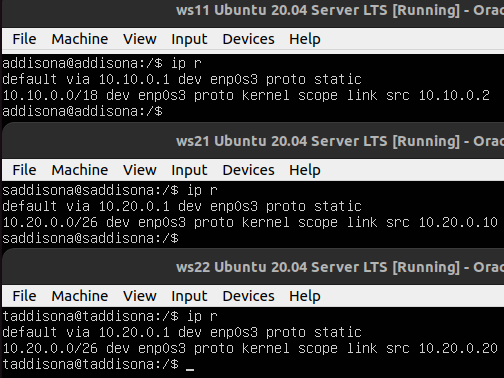 ws11 Ubuntu 20.04 Server LTS [Running] - Orac
File Machine View Input Devices Help
addisona@addisona:/$ ip r
default via 10.10.0.1 dev enp0s3 proto static
10.10.0.0/18 dev enp0s3 proto kernel scope link src 10.10.0.2
addisona@addisona:/$
ws21 Ubuntu 20.04 Server LTS [Running] - Ora
File Machine View Input Devices Help
saddisona@saddisona:/$ ip r
default via 10.20.0.1 dev enp0s3 proto static
10.20.0.0/26 dev enp0s3 proto kernel scope link src 10.20.0.10
saddisona@saddisona:/$
ws22 Ubuntu 20.04 Server LTS [Running] - Ora
File Machine View Input Devices Help
taddisona@taddisona:/$ ip r
default via 10.20.0.1 dev enp0s3 proto static
10.20.0.0/26 dev enp0s3 proto kernel scope link src 10.20.0.20
taddisona@taddisona:/$ _